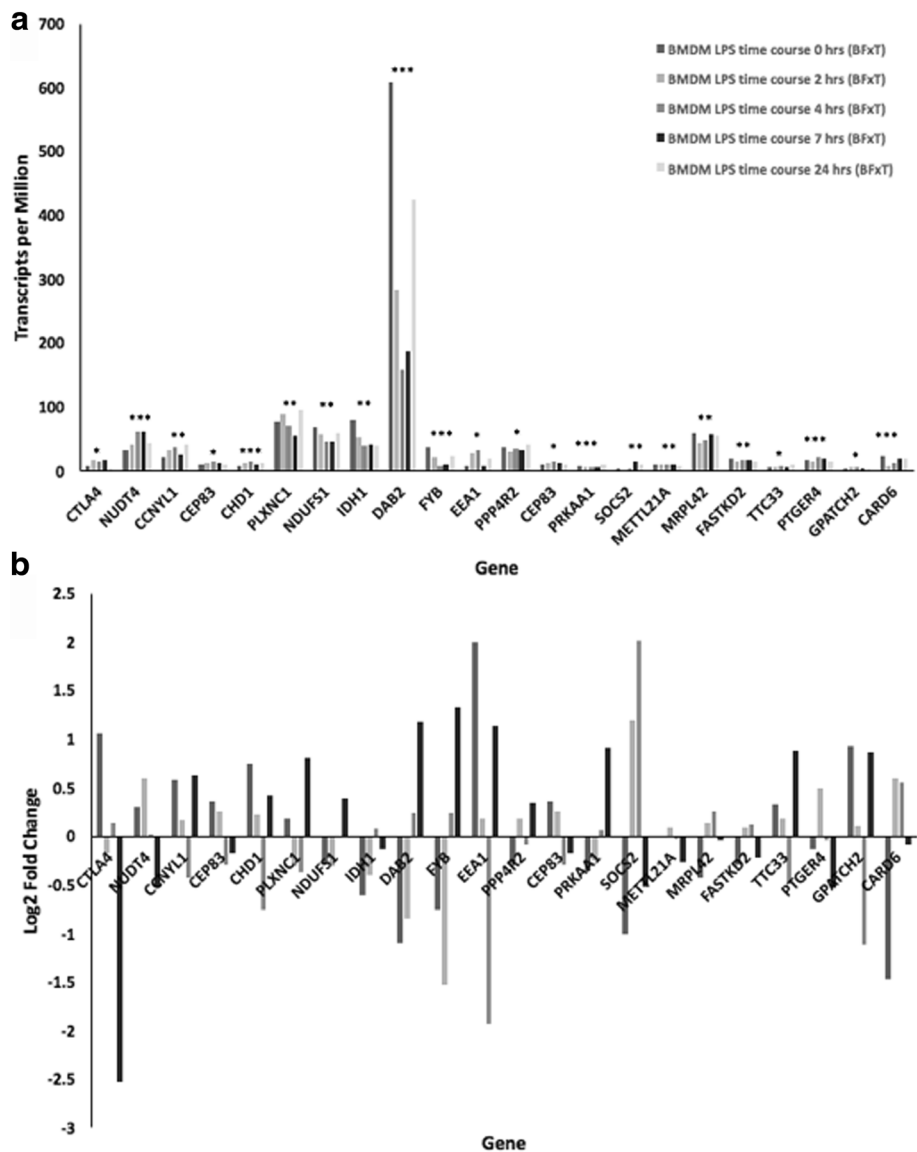 a
700
600
500
400
300
200
100
0
Transcripts per Million
BMDM LPS time course 0 hrs (BFxT)
BMDM LPS time course 2 hrs (BFxT)
BMDM LPS time course 4 hrs (BFxT)
BMDM LPS time course 7 hrs (BFxT)
BMDM LPS time course 24 hrs (BFxT)
* *** ** * *** ** ** ** *** *** * * * *** ** ** ** ** * *** * ***
CTLA4 NUDT4 CCNYL1 CEP83 CHD1 PLXNC1 NDUFS1 IDH1 DAB2 FYB EEA1 PPP4R2 CEP83 PRKAA1 SOCS2 METTL21A MRPL42 FASTKD2 TTC33 PTGER4 GPATCH2 CARD6
Gene
b
2.5
2
1.5
1
0.5
0
-0.5
-1
-1.5
-2
-2.5
-3
Log2 Fold Change
CTLA4 NUDT4 CCNYL1 CEP83 CHD1 PLXNC1 NDUFS1 IDH1 DAB2 FYB EEA1 PPP4R2 CEP83 PRKAA1 SOCS2 METTL21A MRPL42 FASTKD2 TTC33 PTGER4 GPATCH2 CARD6
Gene